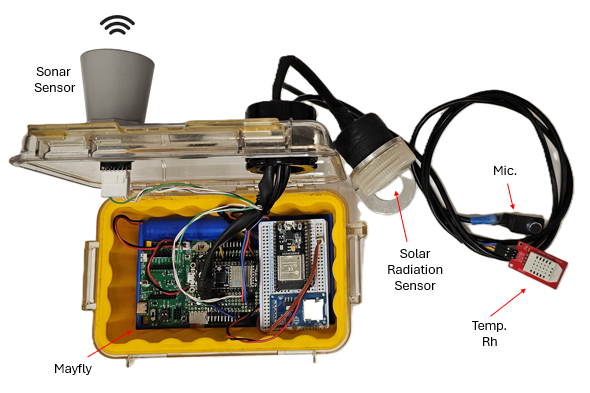 Sonar
Sensor
Mic.
Solar
Radiation
Sensor
Temp.
Rh
Mayfly